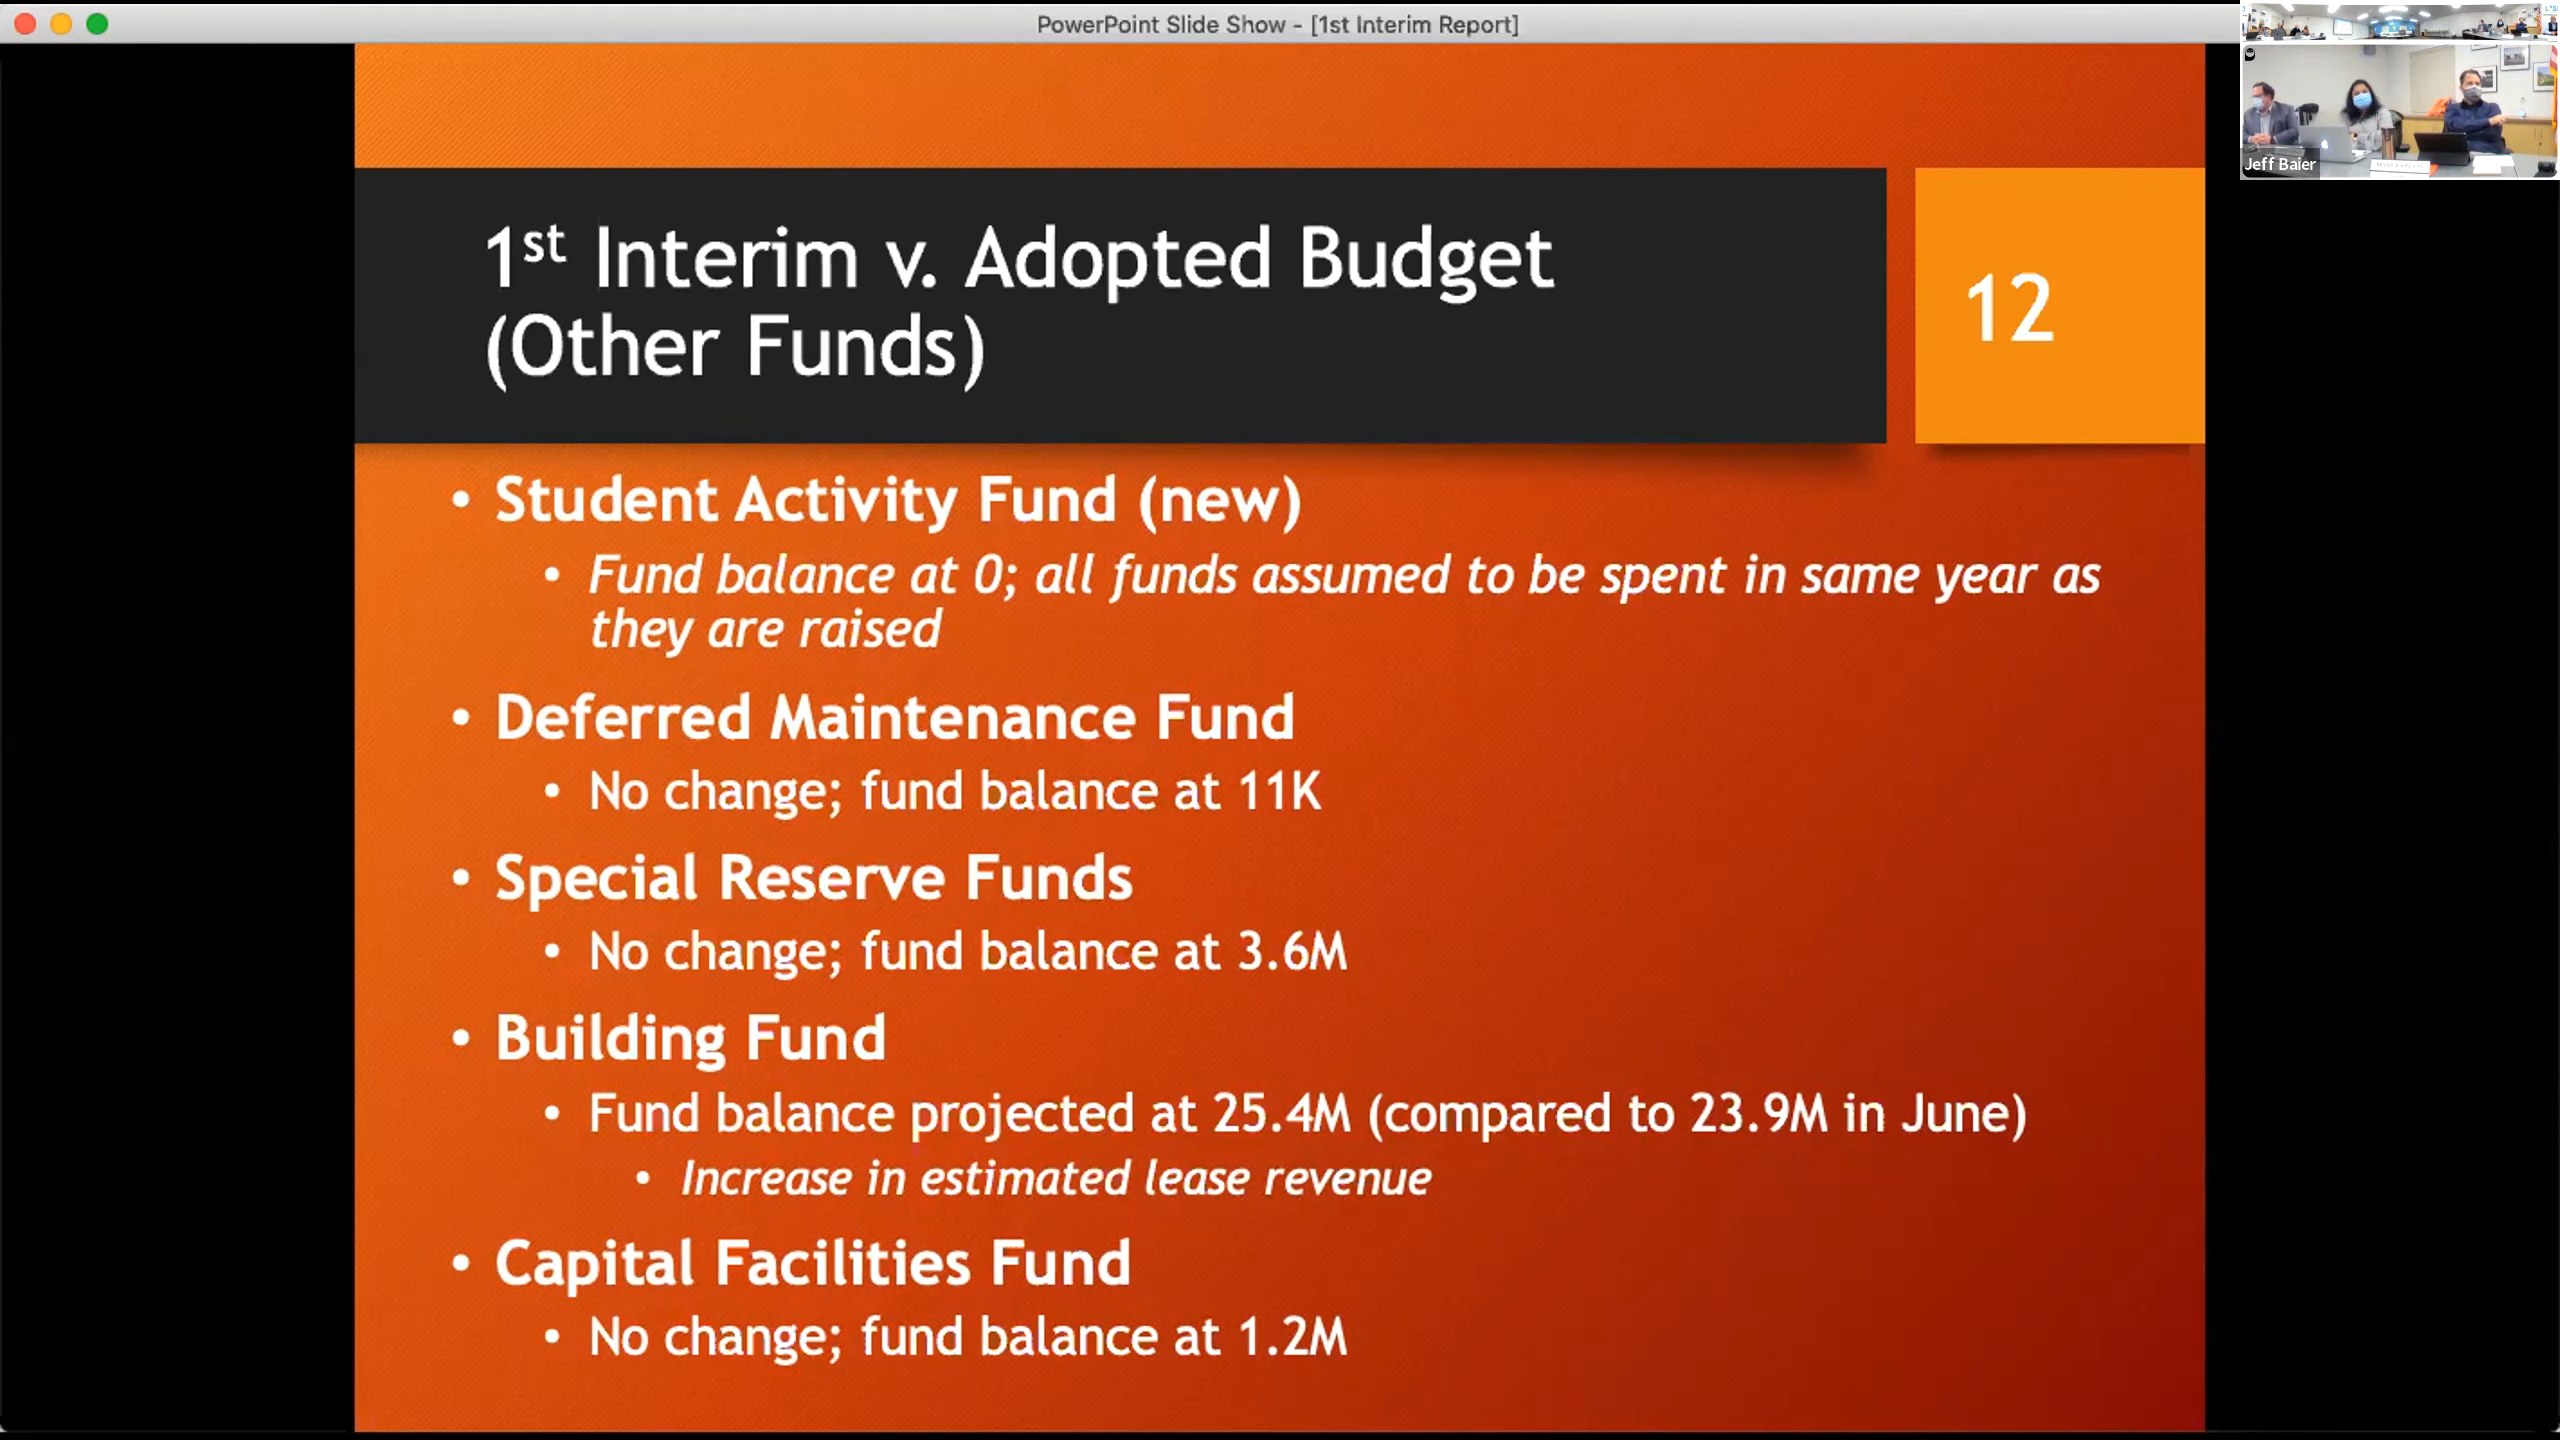 PowerPoint Slide Show - [1st Interim Report]
Jeff Baier
1st Interim v. Adopted Budget
(Other Funds)
12
• Student Activity Fund (new)
• Fund balance at 0; all funds assumed to be spent in same year as
they are raised
• Deferred Maintenance Fund
• No change; fund balance at 11K
• Special Reserve Funds
• No change; fund balance at 3.6M
• Building Fund
• Fund balance projected at 25.4M (compared to 23.9M in June)
• Increase in estimated lease revenue
• Capital Facilities Fund
• No change; fund balance at 1.2M